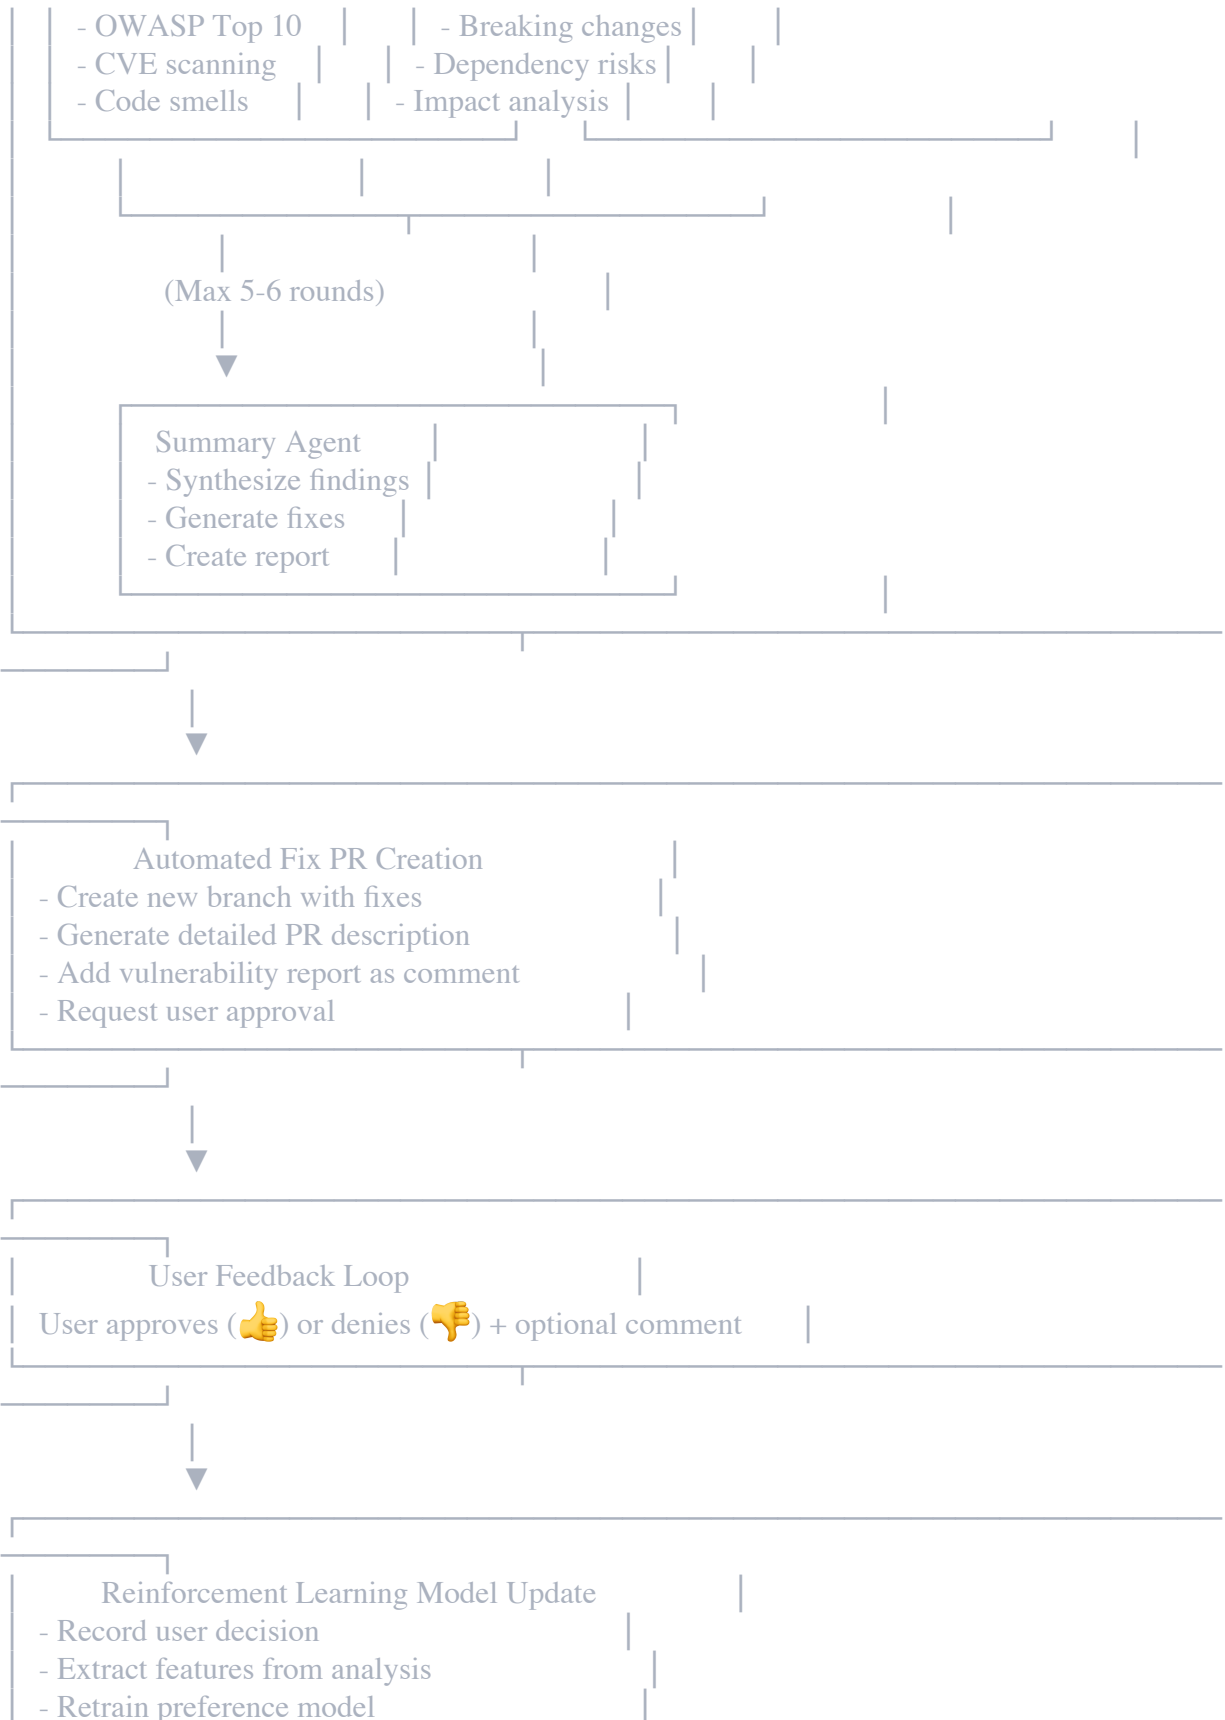 - OWASP Top 10 - Breaking changes
- CVE scanning - Dependency risks
- Code smells - Impact analysis
(Max 5-6 rounds)
▼
Summary Agent
- Synthesize findings
- Generate fixes
- Create report
▼
Automated Fix PR Creation
- Create new branch with fixes
- Generate detailed PR description
- Add vulnerability report as comment
- Request user approval
▼
User Feedback Loop
User approves (👍) or denies (👎) + optional comment
▼
Reinforcement Learning Model Update
- Record user decision
- Extract features from analysis
- Retrain preference model